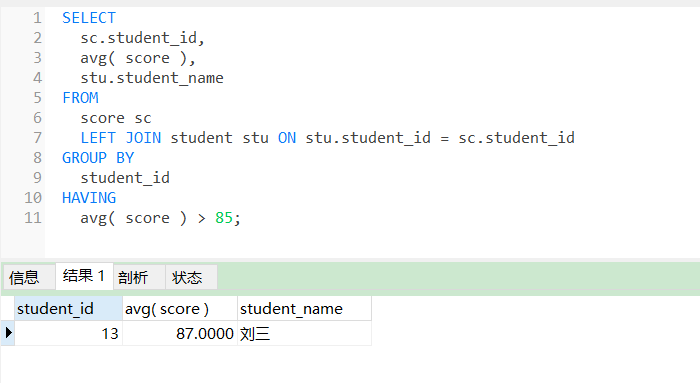 1 SELECT
2 sc.student_id,
3 avg( score ),
4 stu.student_name
5 FROM
6 score sc
7 LEFT JOIN student stu ON stu.student_id = sc.student_id
8 GROUP BY
9 student_id
10 HAVING
11 avg( score ) > 85;
信息 结果 1 剖析 状态
student_id avg( score ) student_name
13 87.0000 刘三